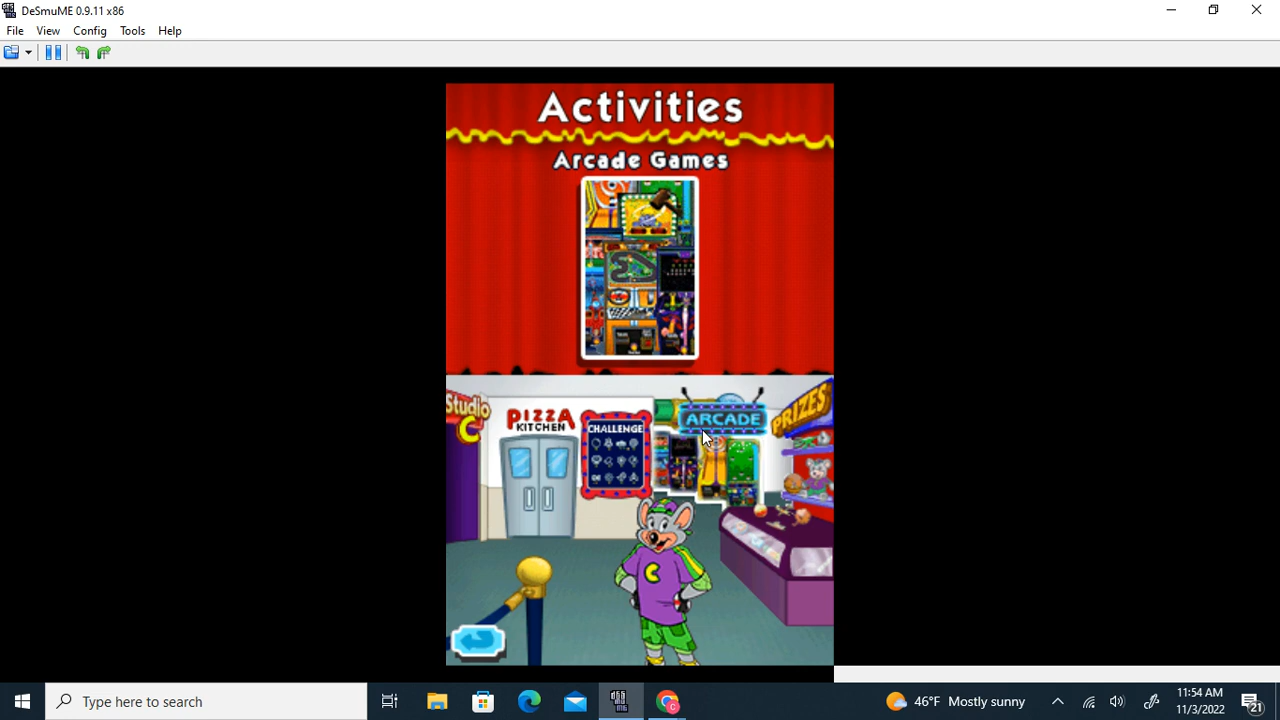 DeSmuME 0.9.11 x86
File View Config Tools Help
Activities
Arcade Games
Studio C
PIZZA
KITCHEN
CHALLENGE
ARCADE
PRIZES
C
Type here to search
46°F Mostly sunny
11:54 AM
11/3/2022
21